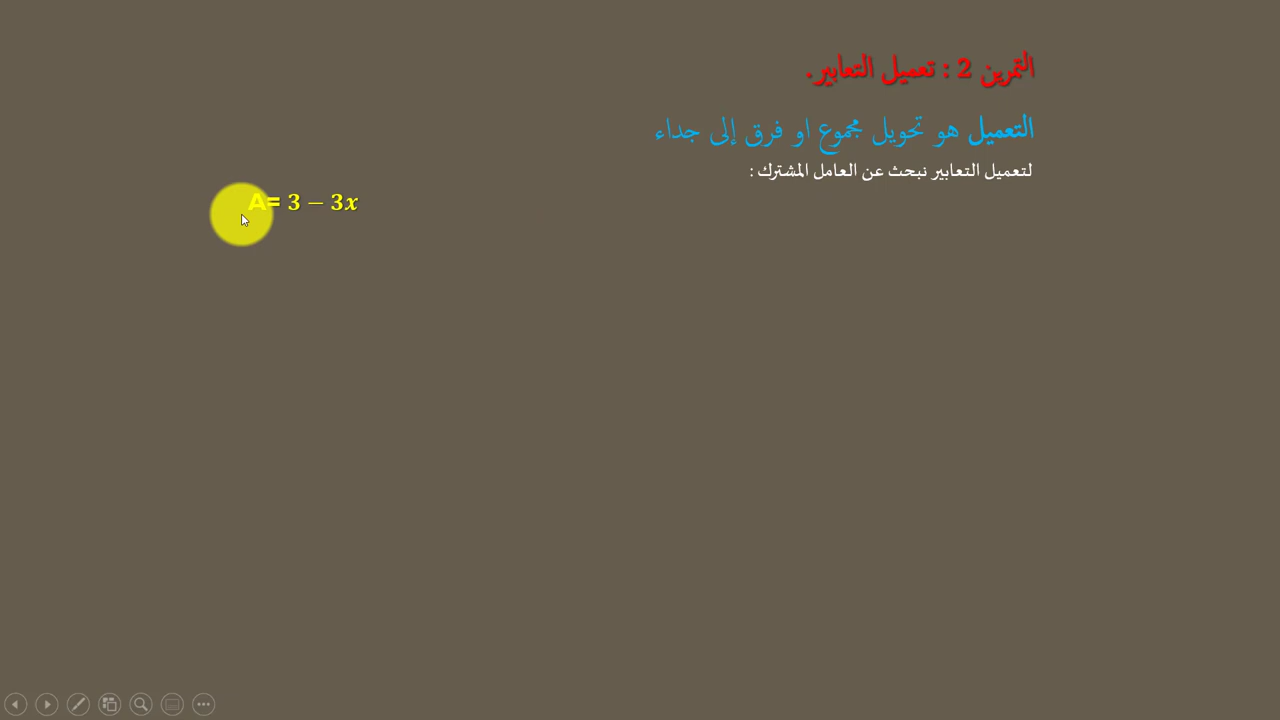 التمرين 2 : تعميل التعابير.
التعميل هو تحويل مجموع او فرق إلى جداء
لتعميل التعابير نبحث عن العامل المشترك :
A= 3 − 3x